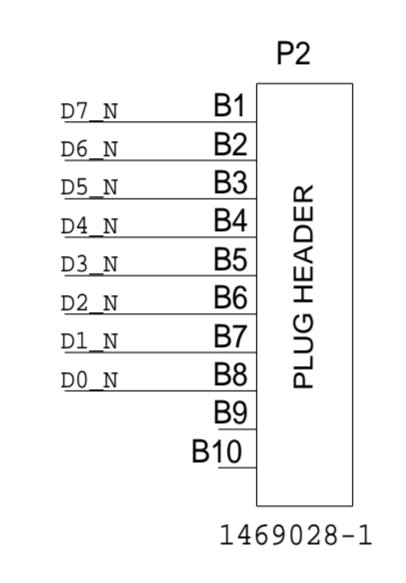 P2
D7_N B1
D6_N B2
D5_N B3
D4_N B4
D3_N B5
D2_N B6
D1_N B7
D0_N B8
B9
B10
PLUG HEADER
1469028-1